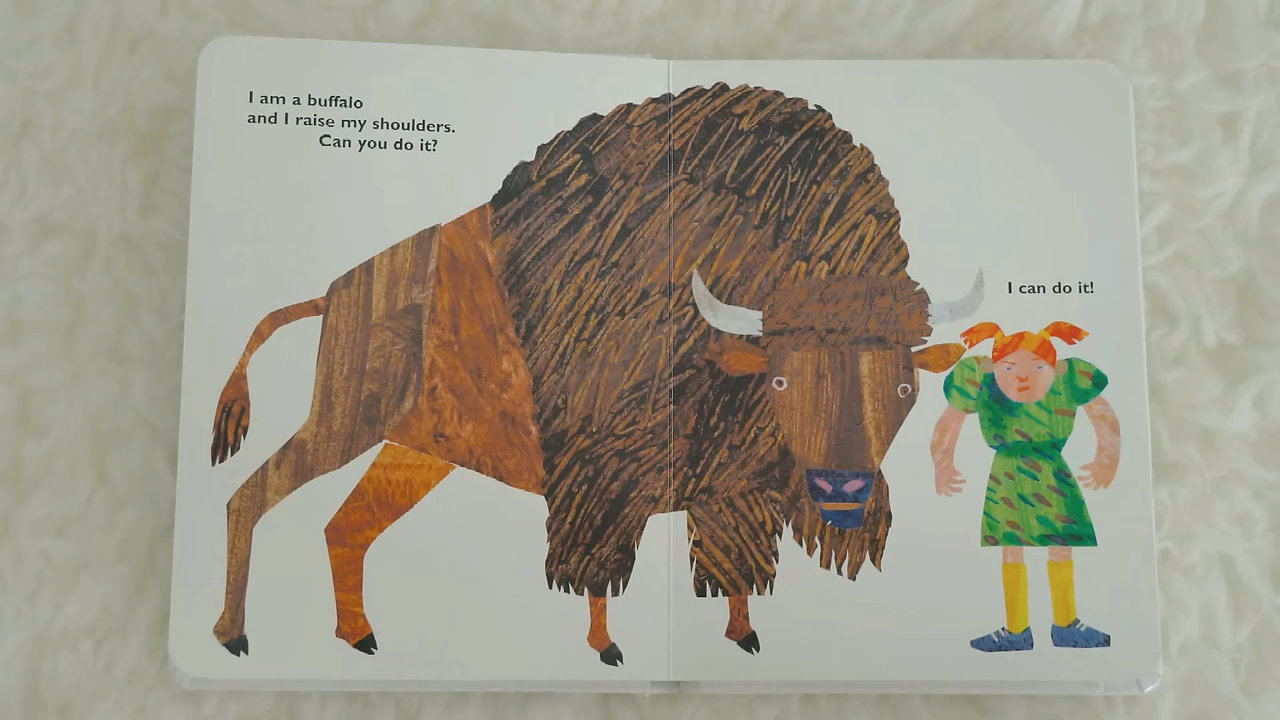 I am a buffalo
and I raise my shoulders.
Can you do it?
I can do it!